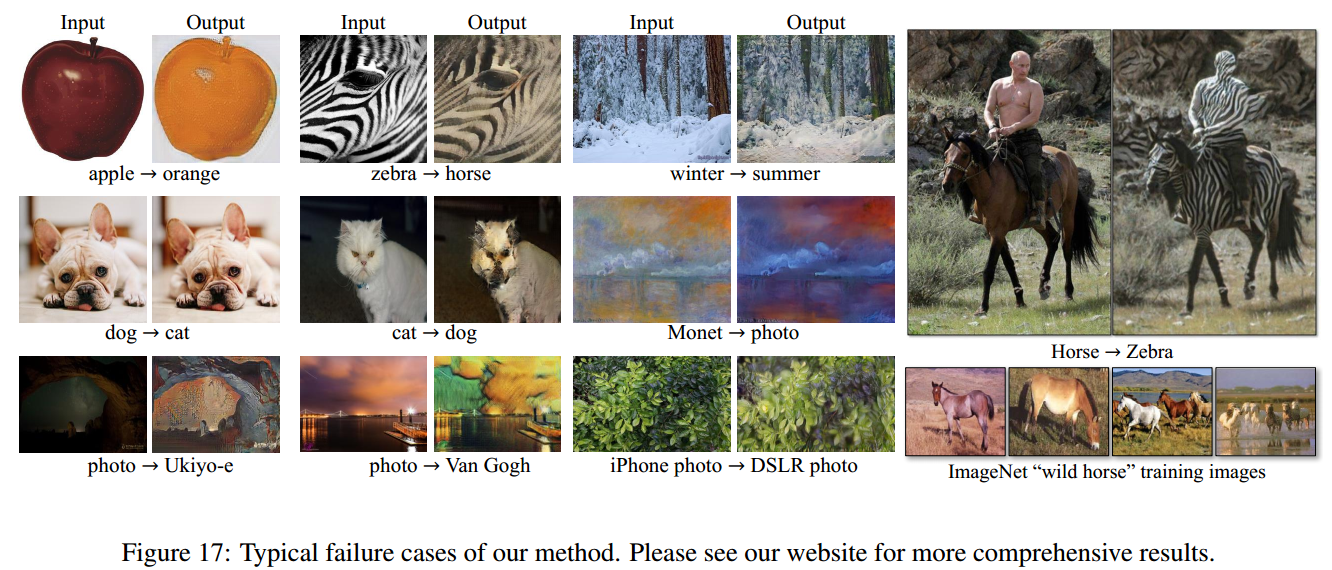 Input Output Input Output Input Output
apple → orange zebra → horse winter → summer
dog → cat cat → dog Monet → photo
Horse → Zebra
photo → Ukiyo-e photo → Van Gogh iPhone photo → DSLR photo
ImageNet “wild horse” training images
Figure 17: Typical failure cases of our method. Please see our website for more comprehensive results.